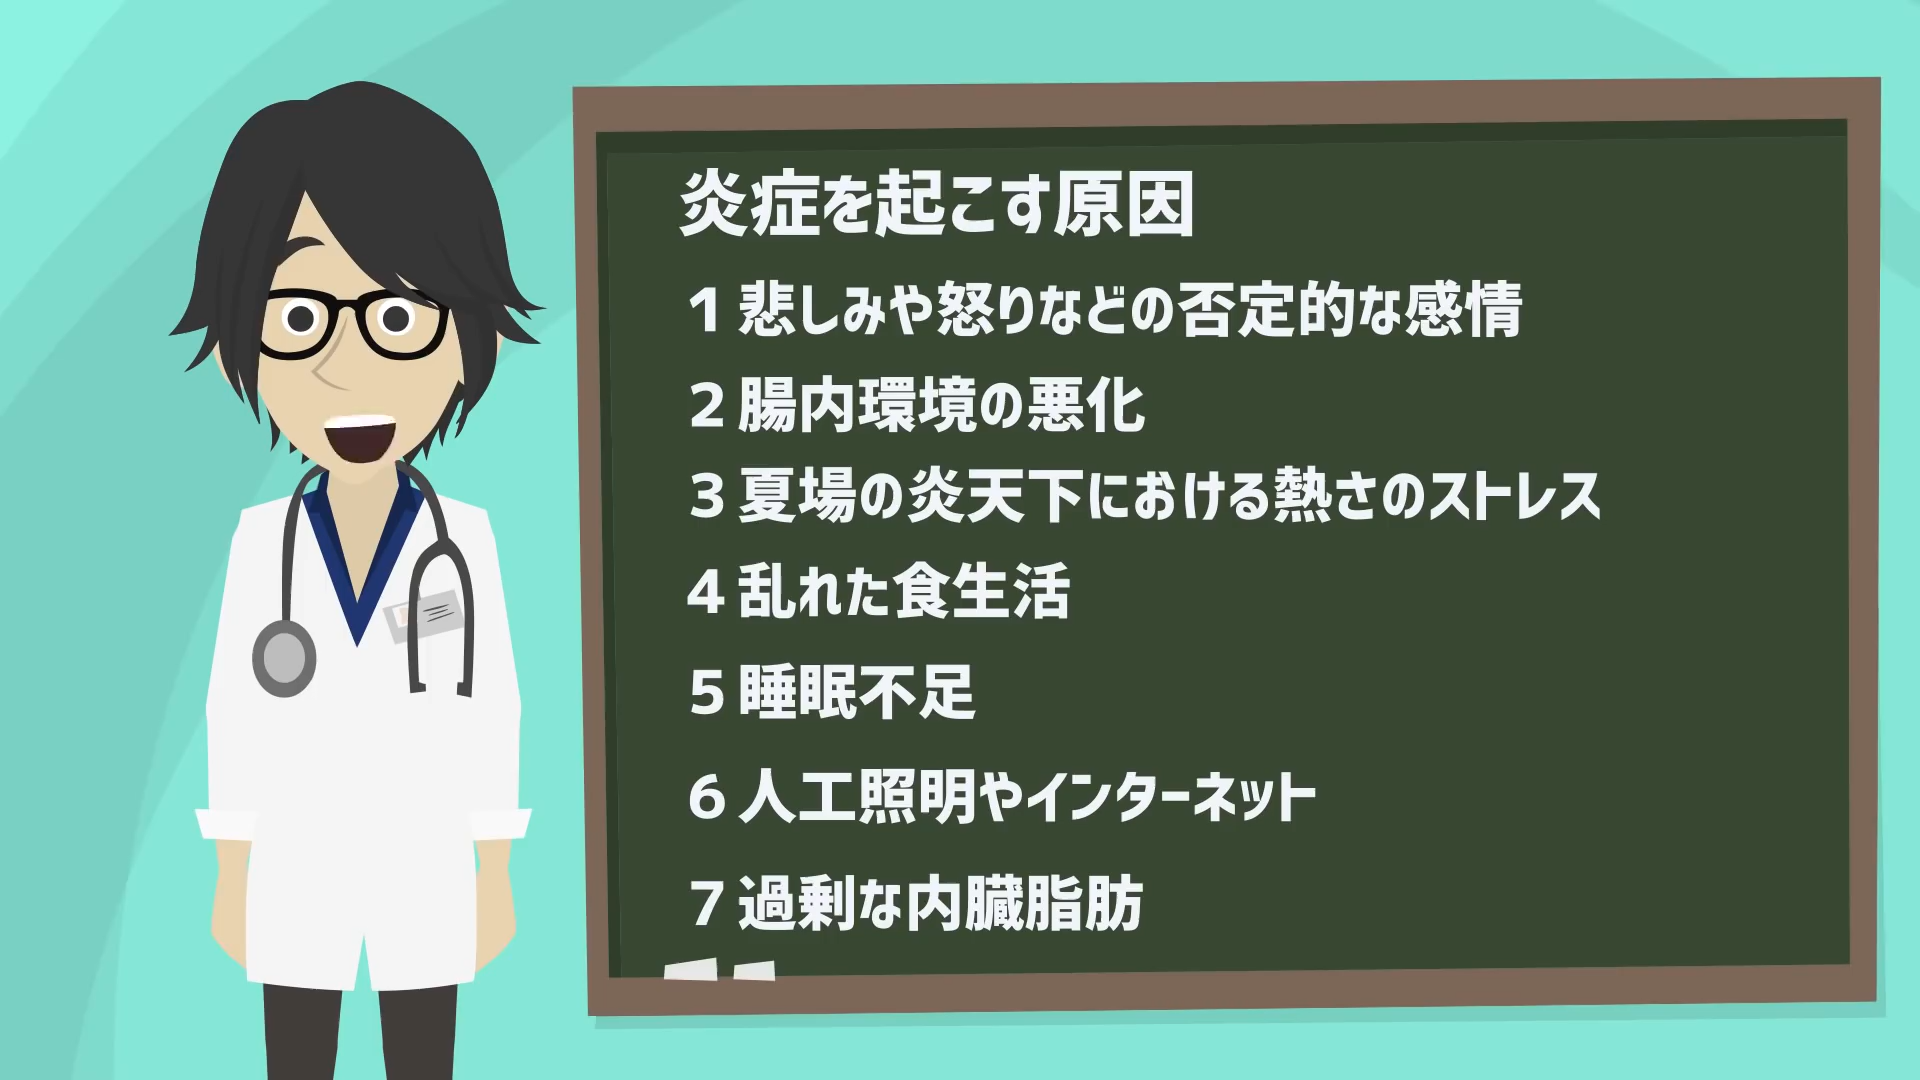 炎症を起こす原因
1 悲しみや怒りなどの否定的な感情
2 腸内環境の悪化
3 夏場の炎天下における熱さのストレス
4 乱れた食生活
5 睡眠不足
6 人工照明やインターネット
7 過剰な内臓脂肪